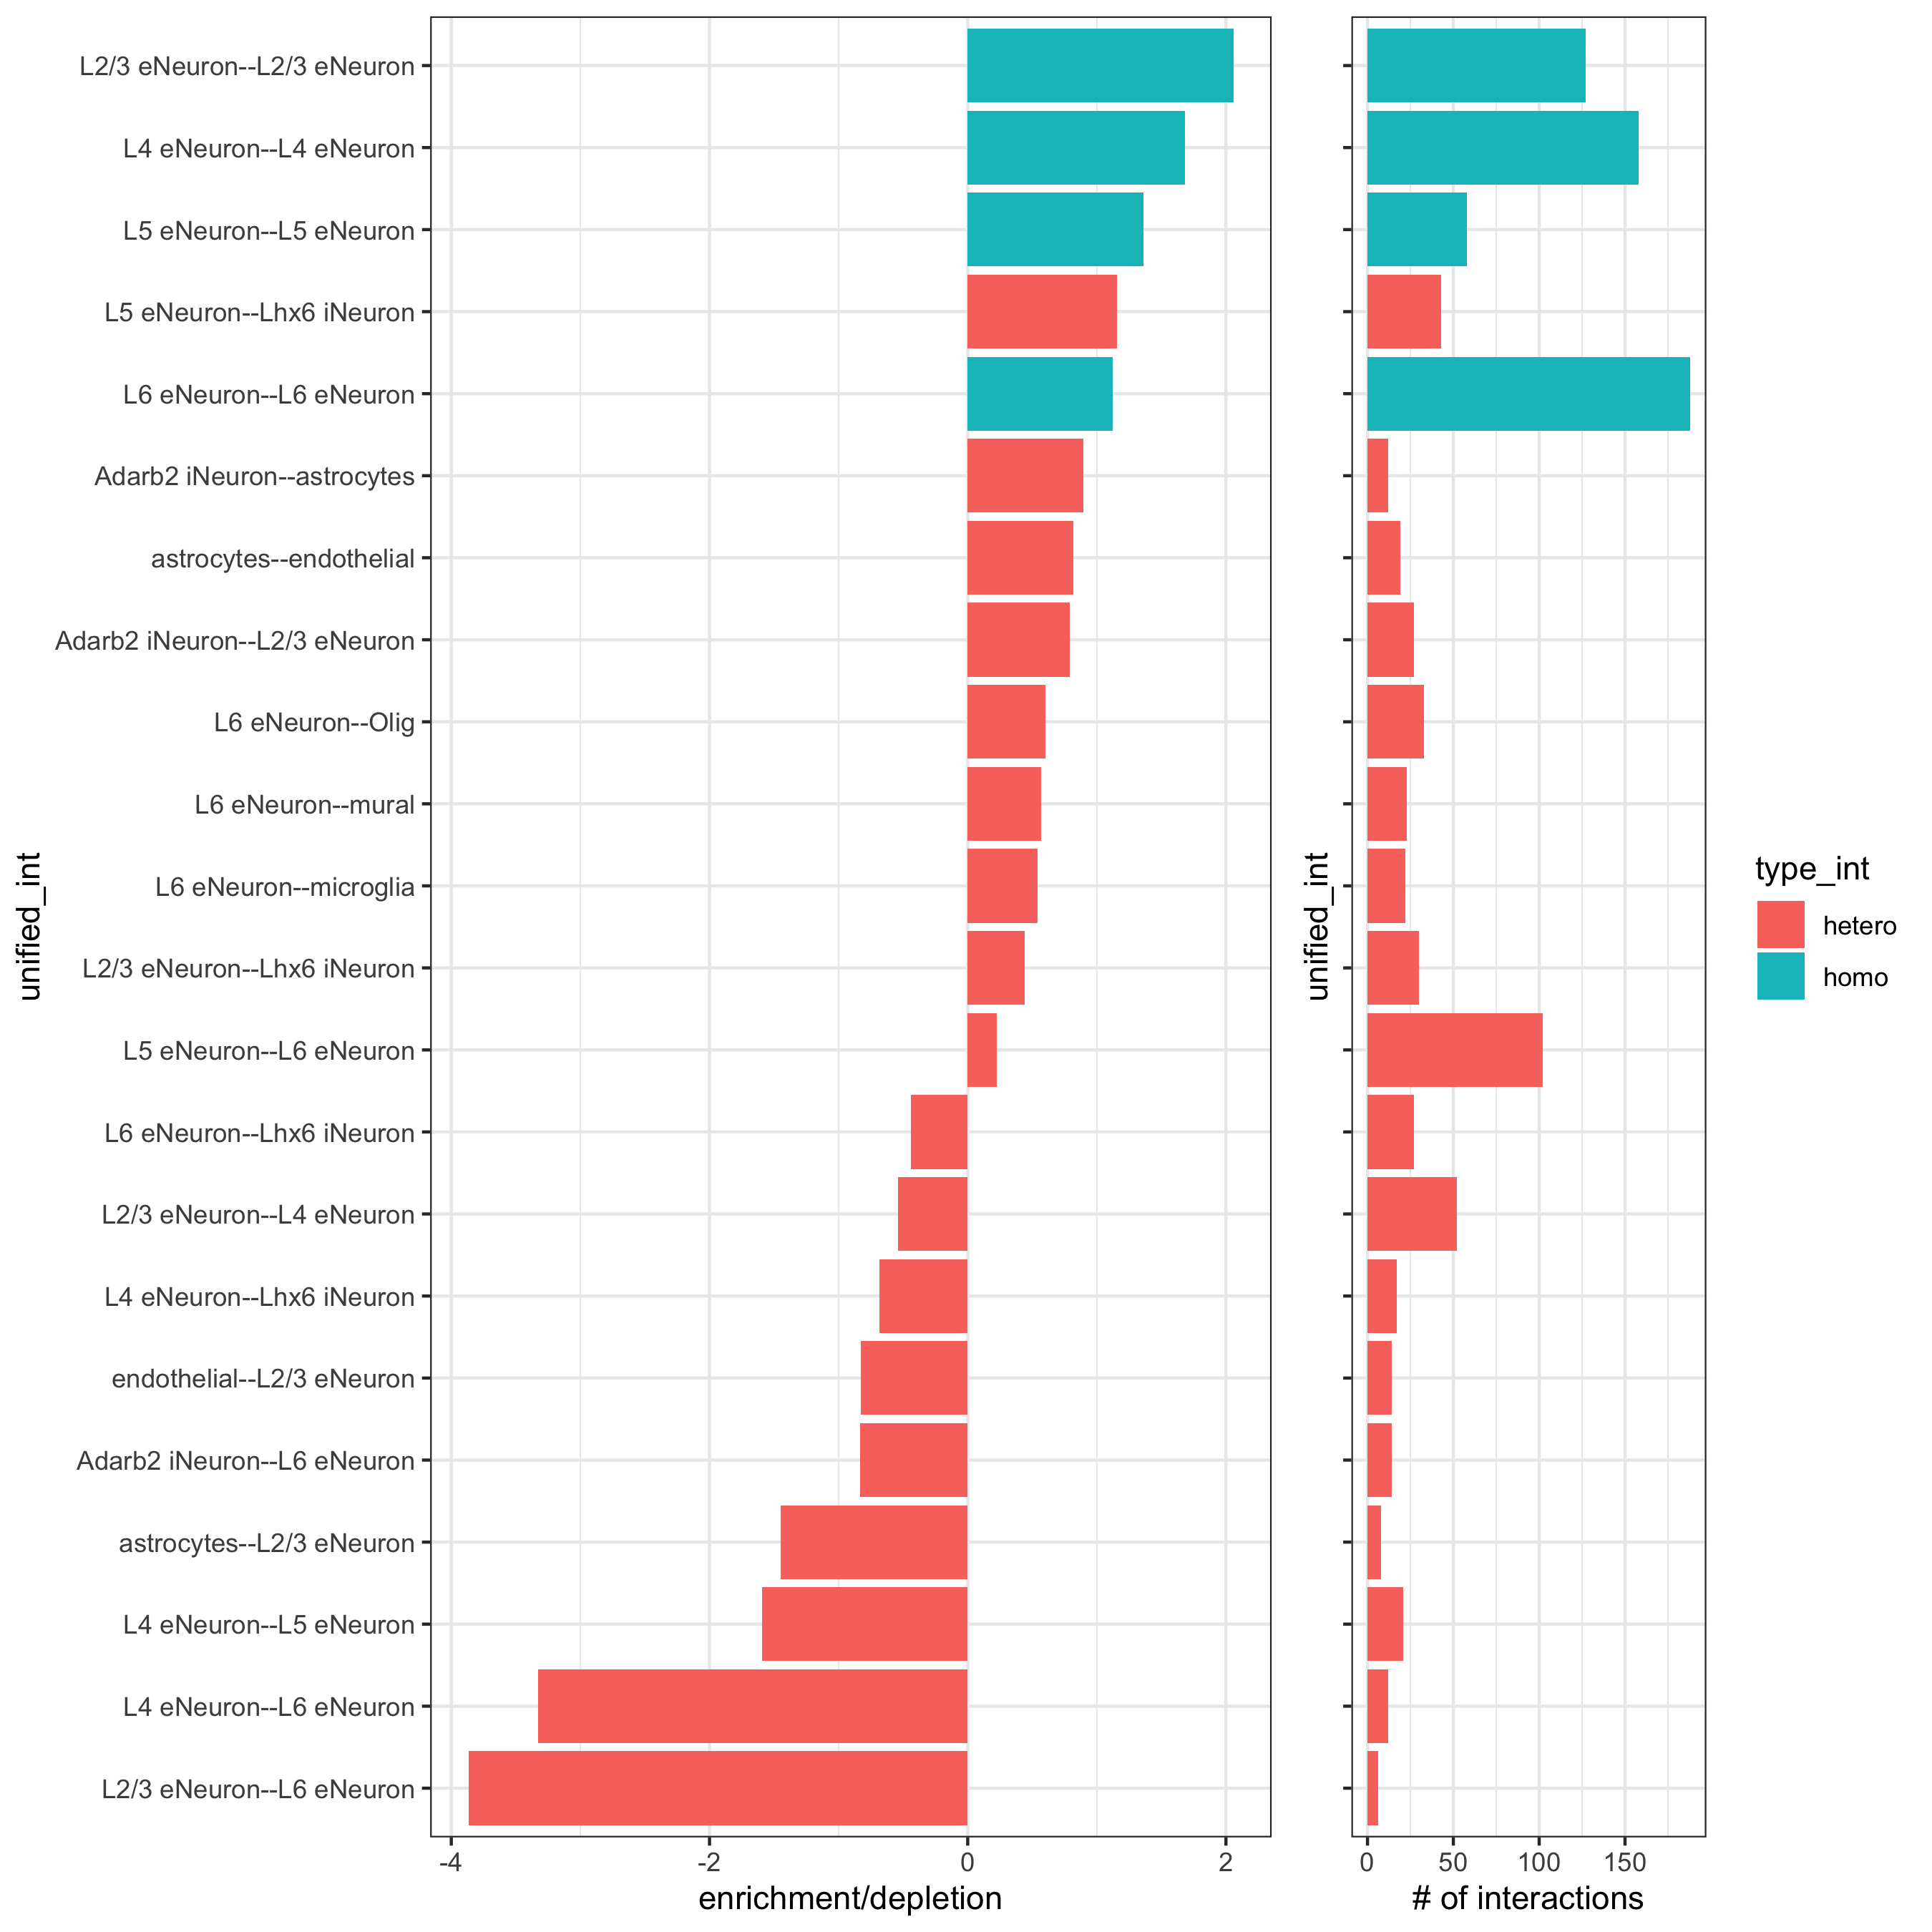 unified_int
L2/3 eNeuron--L2/3 eNeuron
L4 eNeuron--L4 eNeuron
L5 eNeuron--L5 eNeuron
L5 eNeuron--Lhx6 iNeuron
L6 eNeuron--L6 eNeuron
Adarb2 iNeuron--astrocytes
astrocytes--endothelial
Adarb2 iNeuron--L2/3 eNeuron
L6 eNeuron--Olig
L6 eNeuron--mural
L6 eNeuron--microglia
L2/3 eNeuron--Lhx6 iNeuron
L5 eNeuron--L6 eNeuron
L6 eNeuron--Lhx6 iNeuron
L2/3 eNeuron--L4 eNeuron
L4 eNeuron--Lhx6 iNeuron
endothelial--L2/3 eNeuron
Adarb2 iNeuron--L6 eNeuron
astrocytes--L2/3 eNeuron
L4 eNeuron--L5 eNeuron
L4 eNeuron--L6 eNeuron
L2/3 eNeuron--L6 eNeuron
-4 -2 0 2
enrichment/depletion
unified_int
0 50 100 150
# of interactions
type_int
hetero
homo